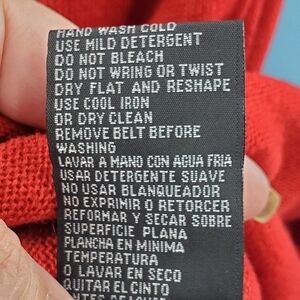 HAND WASH COLD
USE MILD DETERGENT
DO NOT BLEACH
DO NOT WRING OR TWIST
DRY FLAT AND RESHAPE
USE COOL IRON
OR DRY CLEAN
REMOVE BELT BEFORE
WASHING
LAVAR A MANO CON AGUA FRIA
USAR DETERGENTE SUAVE
NO USAR BLANQUEADOR
NO EXPRIMIR O RETORCER
REFORMAR Y SECAR SOBRE
SUPERFICIE PLANA
PLANCHA EN MINIMA
TEMPERATURA
O LAVAR EN SECO
QUITAR EL CINTO
ANTES DE LAVAR